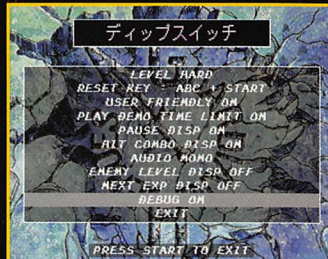 ディップスイッチ
LEVEL HARD
RESET KEY - ABC + START
USER FRIENDLY ON
PLAY DEMO TIME LIMIT ON
PAUSE DISP ON
HIT COMBO DISP ON
AUDIO MONO
ENEMY LEVEL DISP OFF
NEXT EXP DISP OFF
DEBUG ON
EXIT
PRESS START TO EXIT